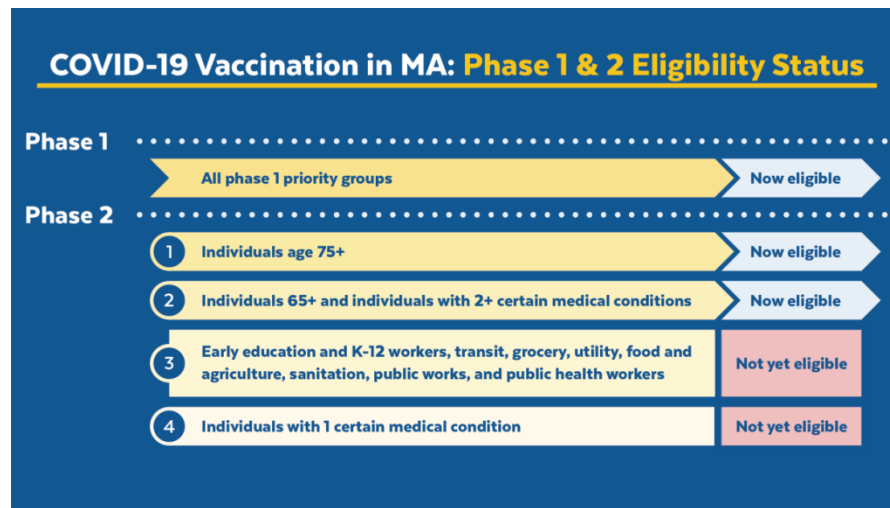 COVID-19 Vaccination in MA: Phase 1 & 2 Eligibility Status
Phase 1
All phase 1 priority groups
Now eligible
Phase 2
1
Individuals age 75+
Now eligible
2
Individuals 65+ and individuals with 2+ certain medical conditions
Now eligible
3
Early education and K-12 workers, transit, grocery, utility, food and
agriculture, sanitation, public works, and public health workers
Not yet eligible
4
Individuals with 1 certain medical condition
Not yet eligible